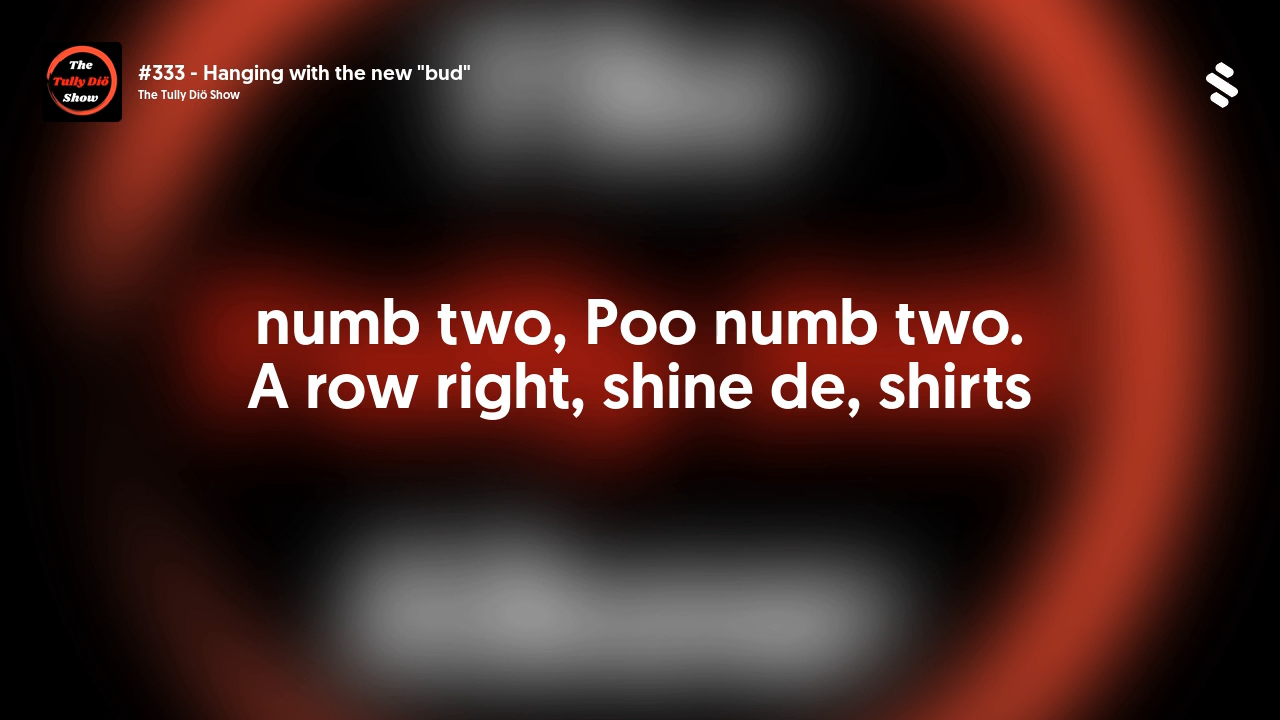 The
Tully Diö
Show
#333 - Hanging with the new "bud"
The Tully Diö Show
numb two, Poo numb two.
A row right, shine de, shirts